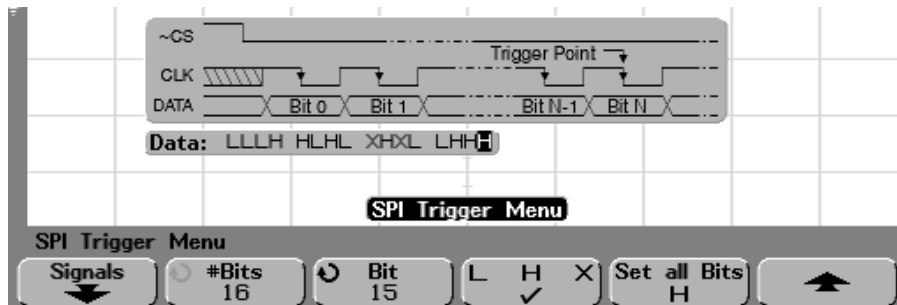 ~CS
Trigger Point
CLK
DATA Bit 0 Bit 1 Bit N-1 Bit N
Data: LLLH HLHL XHXL LHHH
SPI Trigger Menu
SPI Trigger Menu
Signals #Bits Bit L H X Set all Bits
16 15 ✓ H